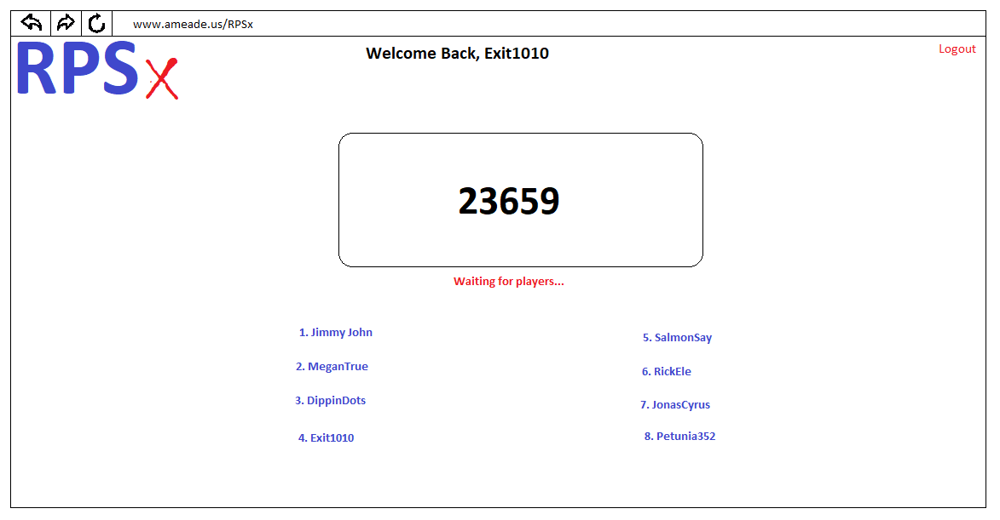 www.ameade.us/RPSx
RPSx
Welcome Back, Exit1010
Logout
23659
Waiting for players...
1. Jimmy John
2. MeganTrue
3. DippinDots
4. Exit1010
5. SalmonSay
6. RickEle
7. JonasCyrus
8. Petunia352